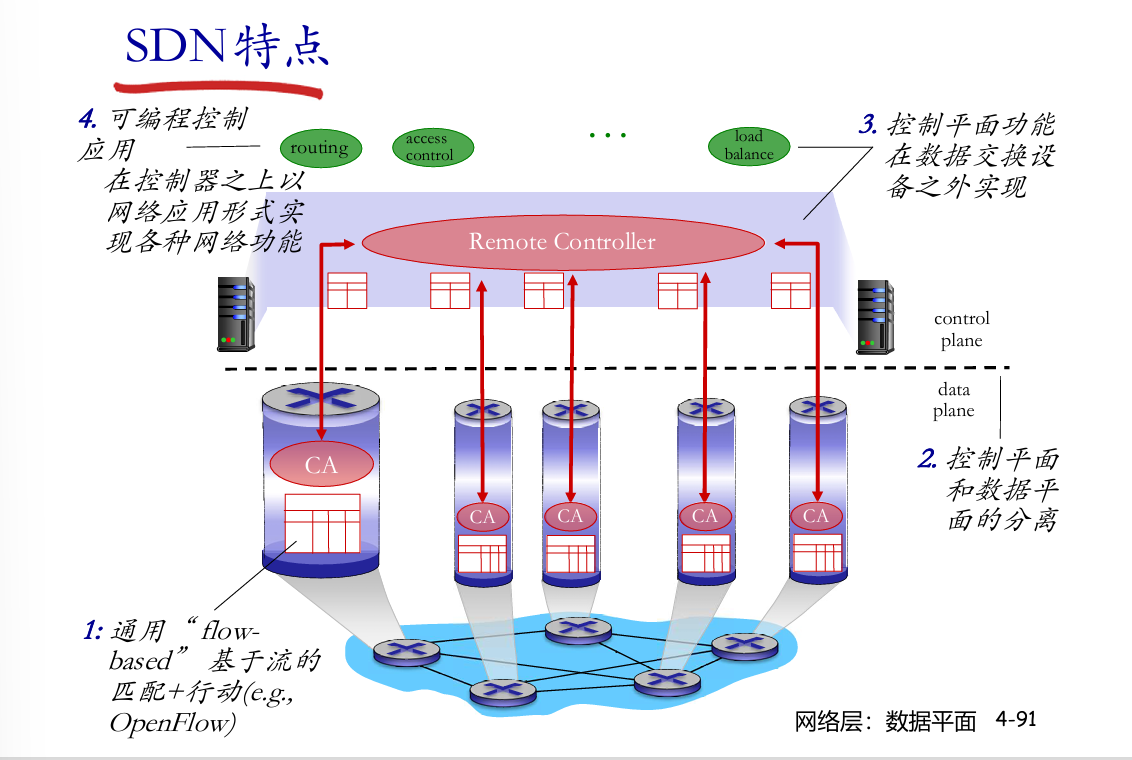 SDN特点
4. 可编程控制
应用
在控制器之上以
网络应用形式实
现各种网络功能
routing
access
control
...
load
balance
3. 控制平面功能
在数据交换设
备之外实现
Remote Controller
control
plane
data
plane
2. 控制平面
和数据平
面的分离
CA
CA
CA
CA
CA
1: 通用“ flow-
based” 基于流的
匹配+行动(e.g.,
OpenFlow)
网络层：数据平面 4-91